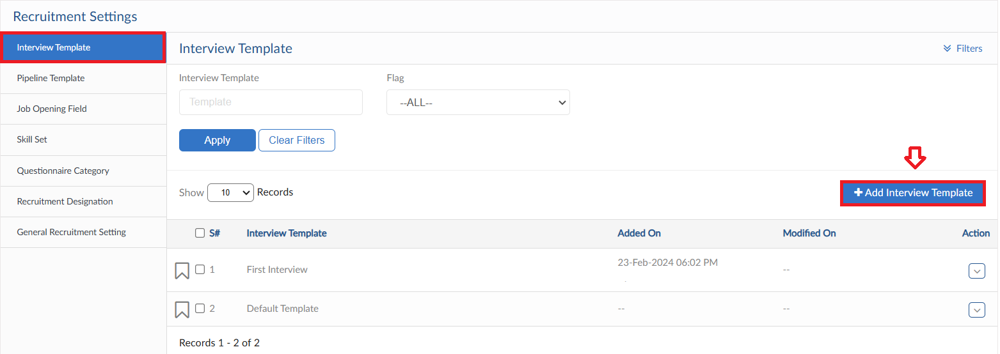 Recruitment Settings
Interview Template
Pipeline Template
Job Opening Field
Skill Set
Questionnaire Category
Recruitment Designation
General Recruitment Setting
Interview Template
Filters
Interview Template Flag
Template --ALL--
Apply Clear Filters
Show 10 Records
+ Add Interview Template
S# Interview Template Added On Modified On Action
1 First Interview 23-Feb-2024 06:02 PM --
2 Default Template -- --
Records 1 - 2 of 2